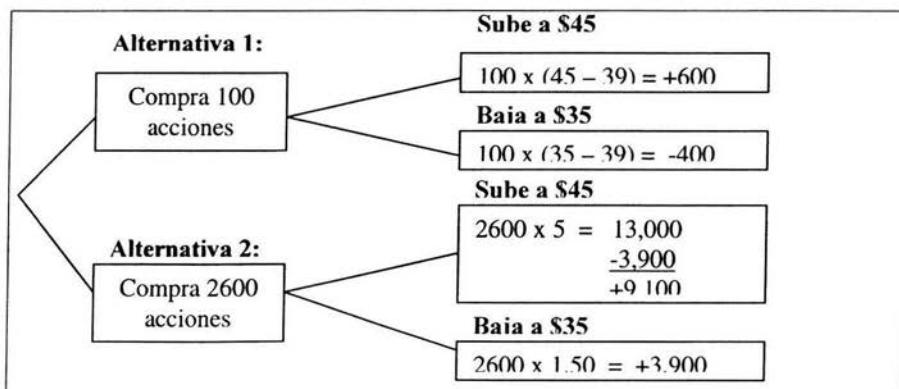 Alternativa 1:
Compra 100
acciones
Sube a $45
100 x (45 – 39) = +600
Baja a $35
100 x (35 – 39) = -400
Alternativa 2:
Compra 2600
acciones
Sube a $45
2600 x 5 = 13,000
-3,900
+9,100
Baja a $35
2600 x 1.50 = +3,900